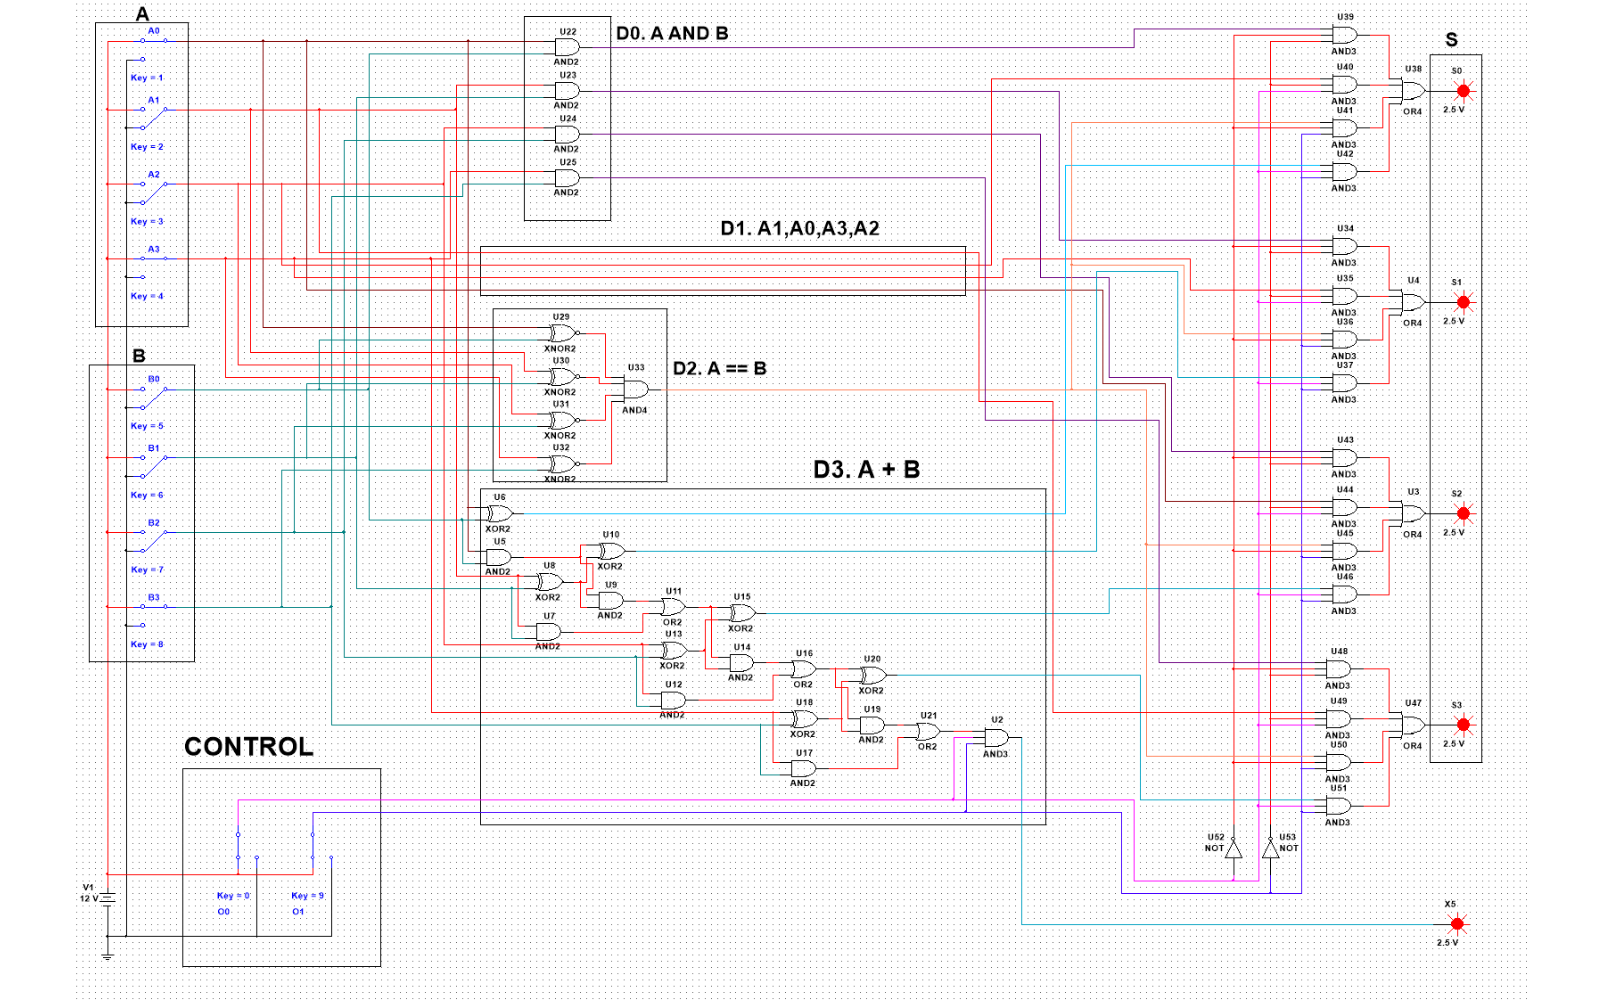 A
A0
Key = 1
A1
Key = 2
A2
Key = 3
A3
Key = 4
B
B0
Key = 5
B1
Key = 6
B2
Key = 7
B3
Key = 8
CONTROL
Key = 0
O0
Key = 9
O1
V1
12 V
D0. A AND B
U22
AND2
U23
AND2
U24
AND2
U25
AND2
D1. A1,A0,A3,A2
D2. A == B
U29
XNOR2
U30
XNOR2
U31
XNOR2
U32
XNOR2
U33
AND4
D3. A + B
U6
XOR2
U5
AND2
U10
XOR2
U8
XOR2
U9
AND2
U7
AND2
U11
OR2
U15
XOR2
U13
XOR2
U14
AND2
U12
AND2
U16
OR2
U20
XOR2
U18
XOR2
U19
AND2
U17
AND2
U21
OR2
U2
AND3
U39
AND3
U40
AND3
U41
AND3
U42
AND3
U38
OR4
U34
AND3
U35
AND3
U36
AND3
U37
AND3
U4
OR4
U43
AND3
U44
AND3
U45
AND3
U46
AND3
U3
OR4
U48
AND3
U49
AND3
U50
AND3
U51
AND3
U47
OR4
U52
NOT
U53
NOT
S
S0
2.5 V
S1
2.5 V
S2
2.5 V
S3
2.5 V
X5
2.5 V